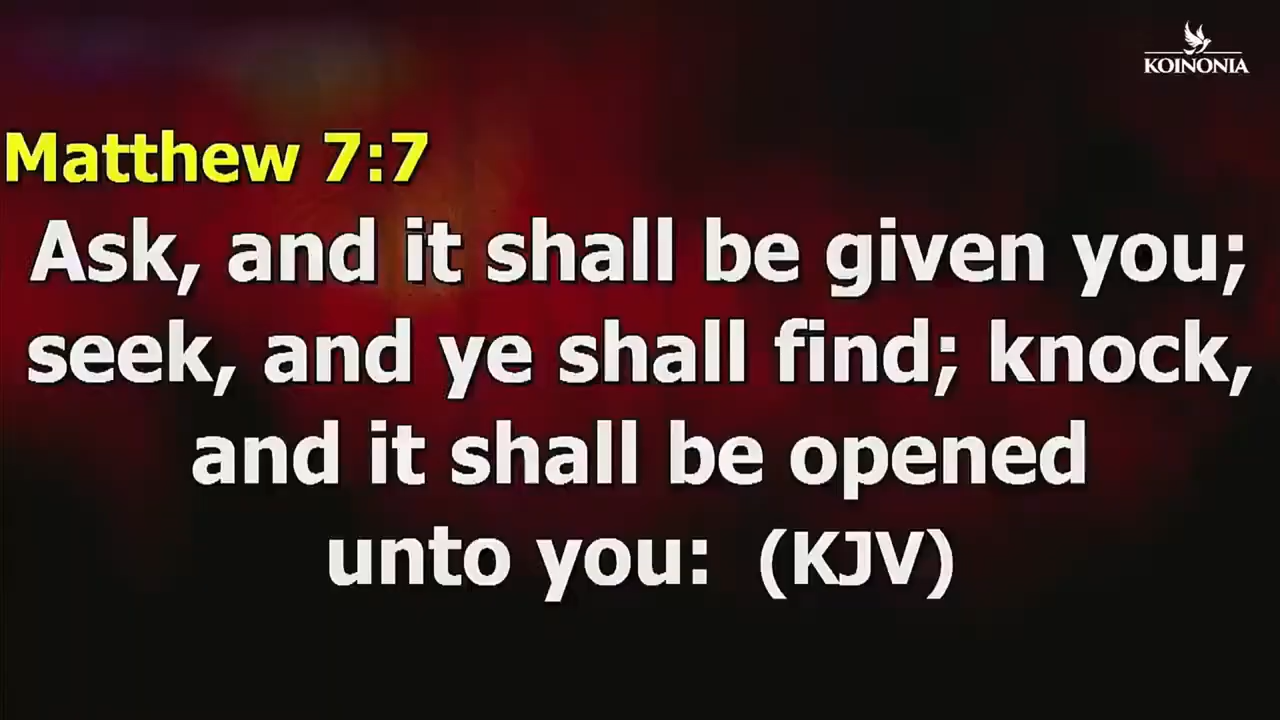 KOINONIA
Matthew 7:7
Ask, and it shall be given you;
seek, and ye shall find; knock,
and it shall be opened
unto you: (KJV)